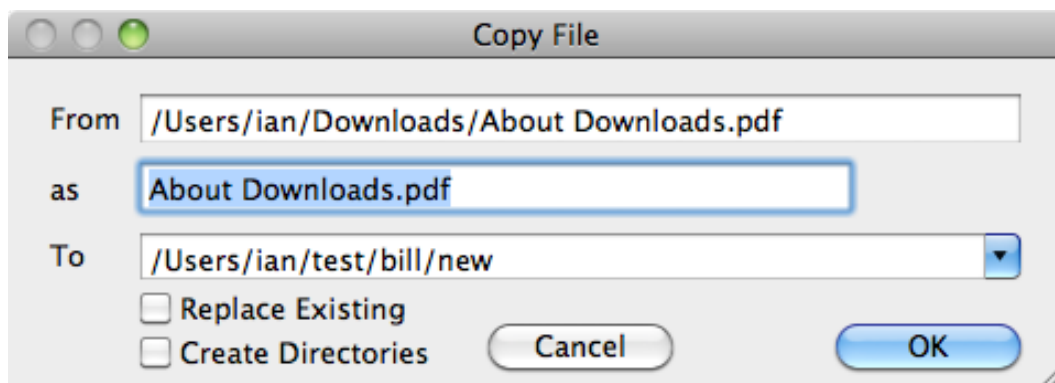 Copy File
From /Users/ian/Downloads/About Downloads.pdf
as About Downloads.pdf
To /Users/ian/test/bill/new
Replace Existing
Create Directories Cancel OK